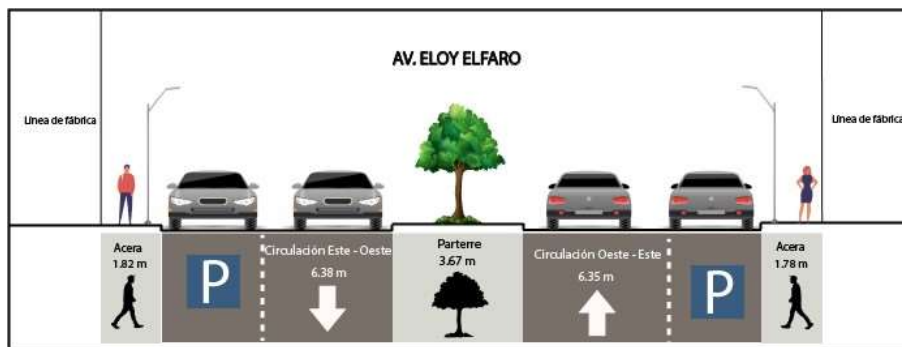 AV. ELOY ELFARO
Línea de fábrica
Línea de fábrica
Acera
1.82 m
P
Circulación Este - Oeste
6.38 m
Parterre
3.67 m
Circulación Oeste - Este
6.35 m
P
Acera
1.78 m